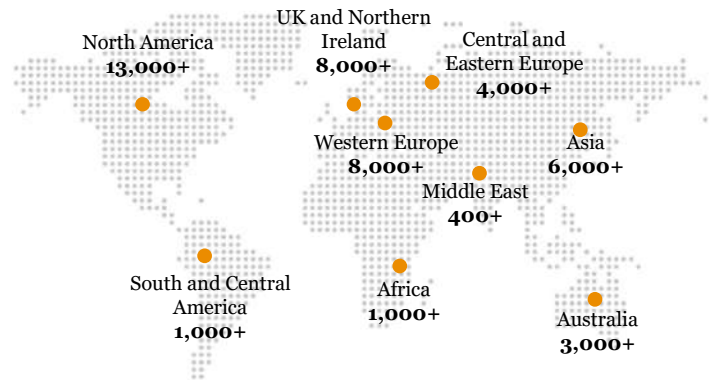 UK and Northern
Ireland
8,000+
North America
13,000+
Central and
Eastern Europe
4,000+
Western Europe
8,000+
Asia
6,000+
Middle East
400+
South and Central
America
1,000+
Africa
1,000+
Australia
3,000+